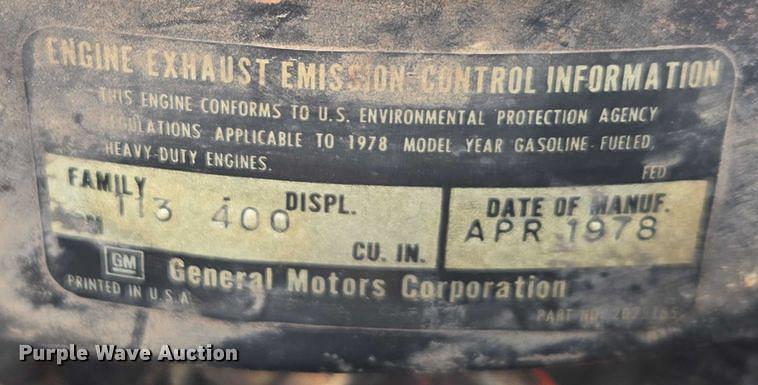 ENGINE EXHAUST EMISSION CONTROL INFORMATION
THIS ENGINE CONFORMS TO U.S. ENVIRONMENTAL PROTECTION AGENCY
REGULATIONS APPLICABLE TO 1978 MODEL YEAR GASOLINE-FUELED,
HEAVY-DUTY ENGINES.
FED
FAMILY DISPL. DATE OF MANUF.
113 400 APR 1978
CU. IN.
GM General Motors Corporation
PRINTED IN U.S.A.
PART NO.
Purple Wave Auction